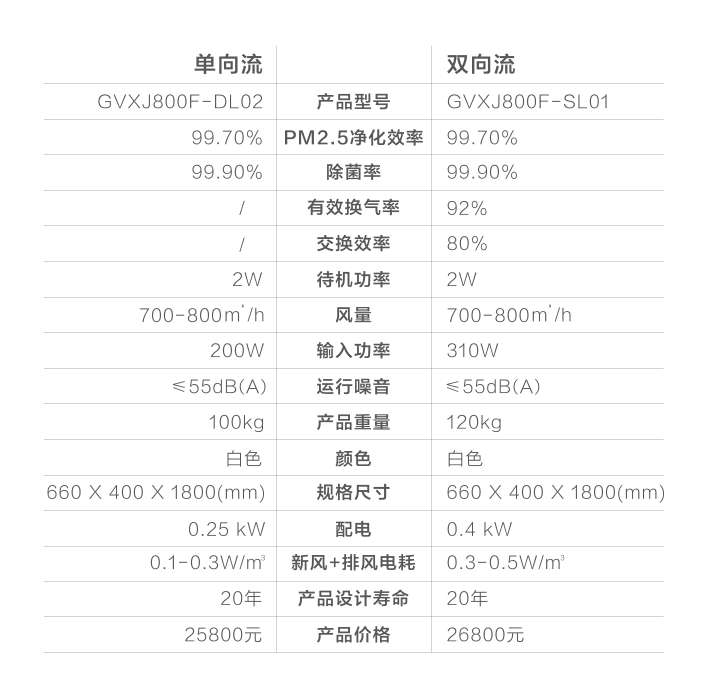 单向流 双向流
GVXJ800F-DL02 产品型号 GVXJ800F-SL01
99.70% PM2.5净化效率 99.70%
99.90% 除菌率 99.90%
/ 有效换气率 92%
/ 交换效率 80%
2W 待机功率 2W
700-800m³/h 风量 700-800m³/h
200W 输入功率 310W
≤55dB(A) 运行噪音 ≤55dB(A)
100kg 产品重量 120kg
白色 颜色 白色
660 X 400 X 1800(mm) 规格尺寸 660 X 400 X 1800(mm)
0.25 kW 配电 0.4 kW
0.1-0.3W/m³ 新风+排风电耗 0.3-0.5W/m³
20年 产品设计寿命 20年
25800元 产品价格 26800元